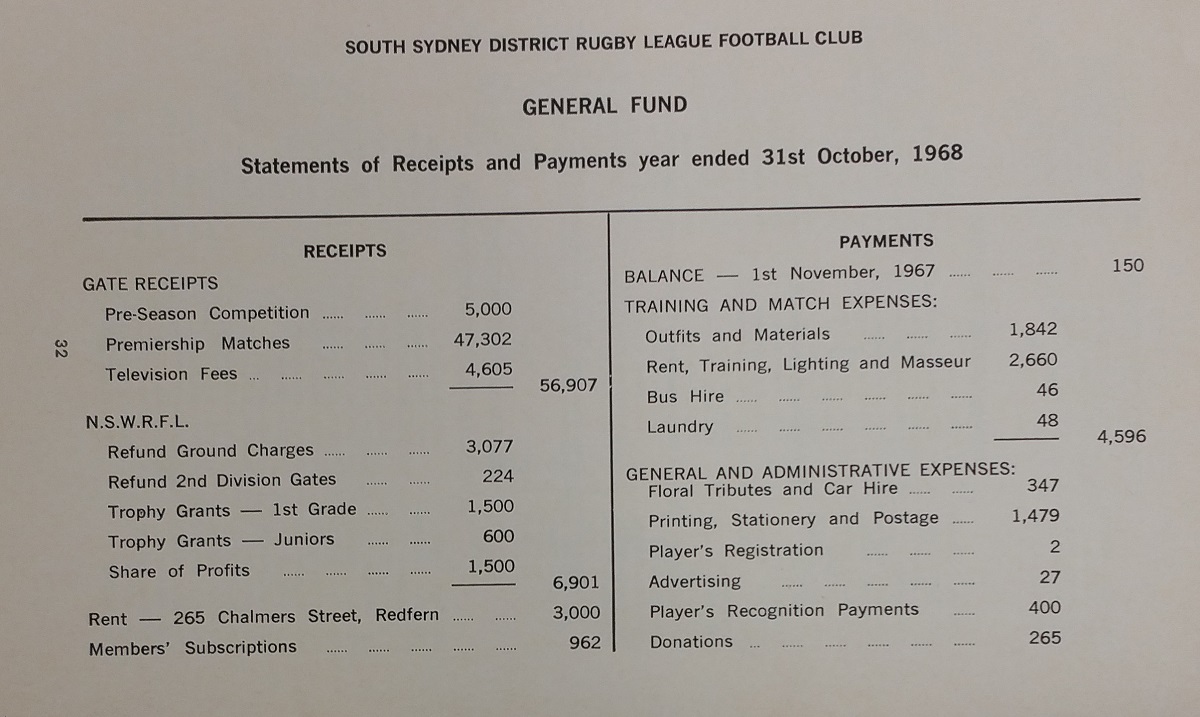 SOUTH SYDNEY DISTRICT RUGBY LEAGUE FOOTBALL CLUB
GENERAL FUND
Statements of Receipts and Payments year ended 31st October, 1968
RECEIPTS
GATE RECEIPTS
Pre-Season Competition ...... ...... ...... 5,000
Premiership Matches ...... ...... ...... 47,302
Television Fees ... ...... ...... ...... ...... 4,605
56,907
N.S.W.R.F.L.
Refund Ground Charges ...... ...... ...... 3,077
Refund 2nd Division Gates ...... ...... 224
Trophy Grants — 1st Grade ...... ...... 1,500
Trophy Grants — Juniors ...... ...... 600
Share of Profits ...... ...... ...... ...... 1,500
6,901
Rent — 265 Chalmers Street, Redfern ...... ...... 3,000
Members' Subscriptions ...... ...... ...... ...... ...... 962
PAYMENTS
BALANCE — 1st November, 1967 ...... ...... ...... 150
TRAINING AND MATCH EXPENSES:
Outfits and Materials ...... ...... ...... 1,842
Rent, Training, Lighting and Masseur 2,660
Bus Hire ...... ...... ...... ...... ...... ...... 46
Laundry ...... ...... ...... ...... ...... ...... 48
4,596
GENERAL AND ADMINISTRATIVE EXPENSES:
Floral Tributes and Car Hire ...... ...... 347
Printing, Stationery and Postage ...... 1,479
Player's Registration ...... ...... ...... 2
Advertising ...... ...... ...... ...... ...... 27
Player's Recognition Payments ...... 400
Donations ... ...... ...... ...... ...... ...... 265
32